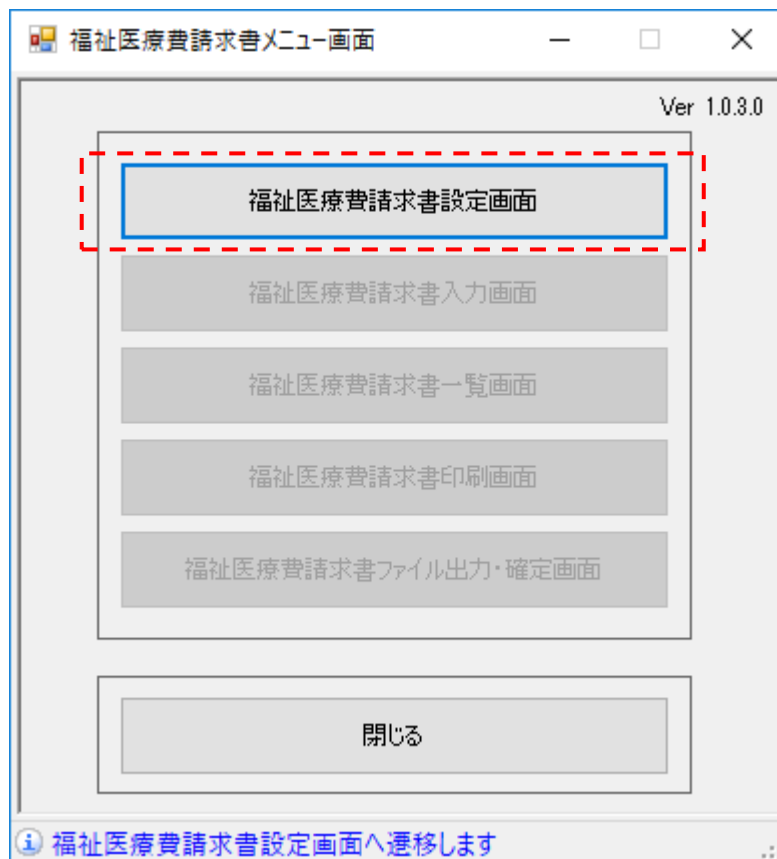 福祉医療費請求書メニュー画面
Ver 1.0.3.0
福祉医療費請求書設定画面
福祉医療費請求書入力画面
福祉医療費請求書一覧画面
福祉医療費請求書印刷画面
福祉医療費請求書ファイル出力・確定画面
閉じる
福祉医療費請求書設定画面へ遷移します